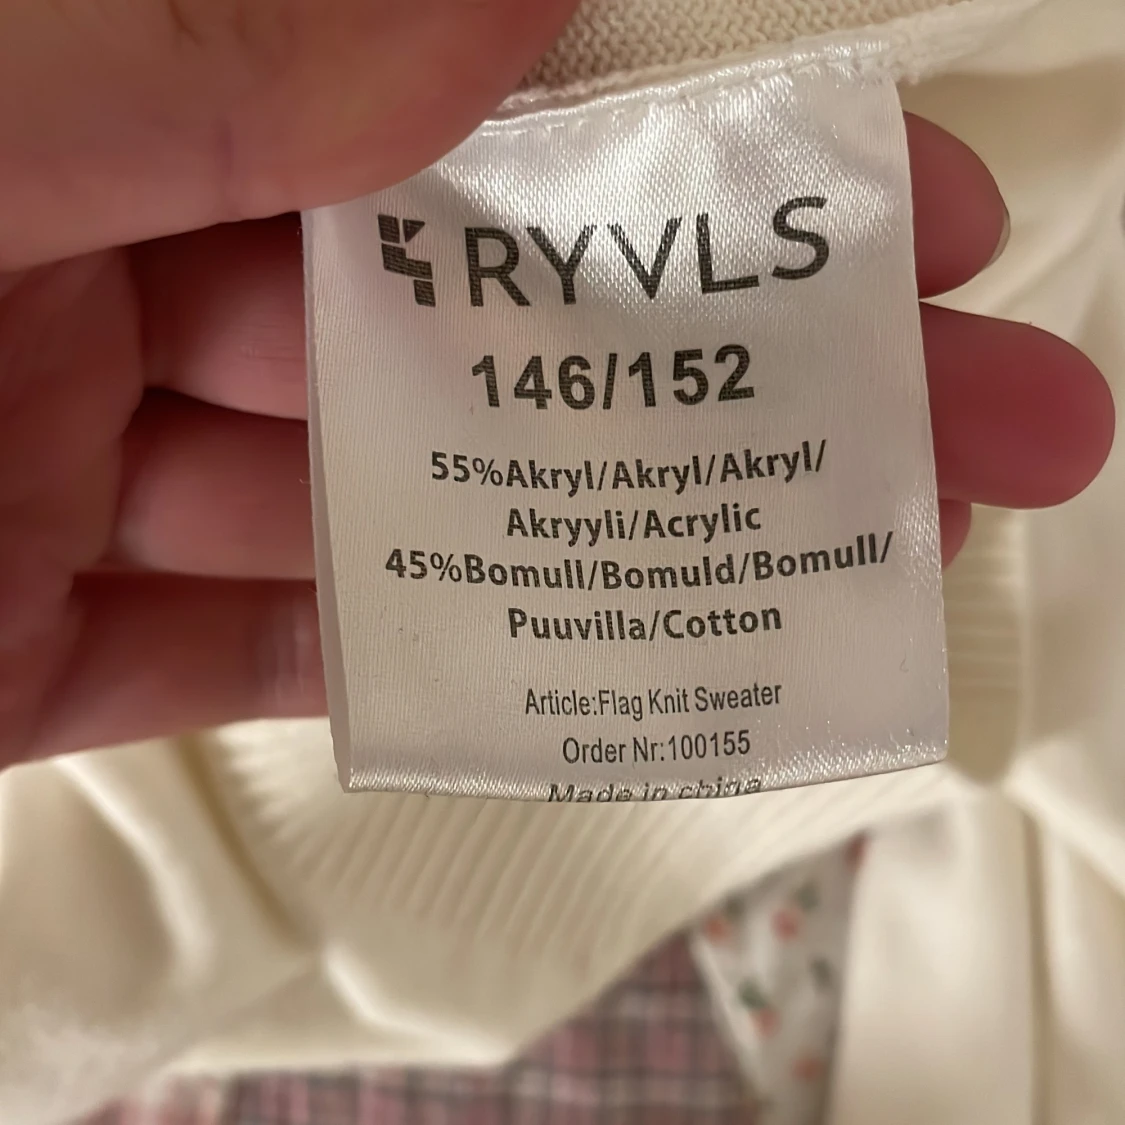 RYVLS
146/152
55%Akryl/Akryl/Akryl/
Akryyli/Acrylic
45%Bomull/Bomuld/Bomull/
Puuvilla/Cotton
Article:Flag Knit Sweater
Order Nr:100155
Made in china